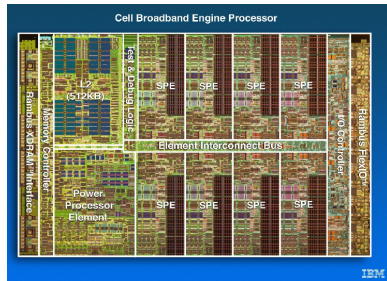 Cell Broadband Engine Processor
Rambus XDRAM™ Interface
Memory Controller
L2
(512KB)
Test & Debug Logic
SPE
SPE
SPE
SPE
Element Interconnect Bus
Power
Processor
Element
SPE
SPE
SPE
SPE
I/O Controller
Rambus FlexIO™
IBM